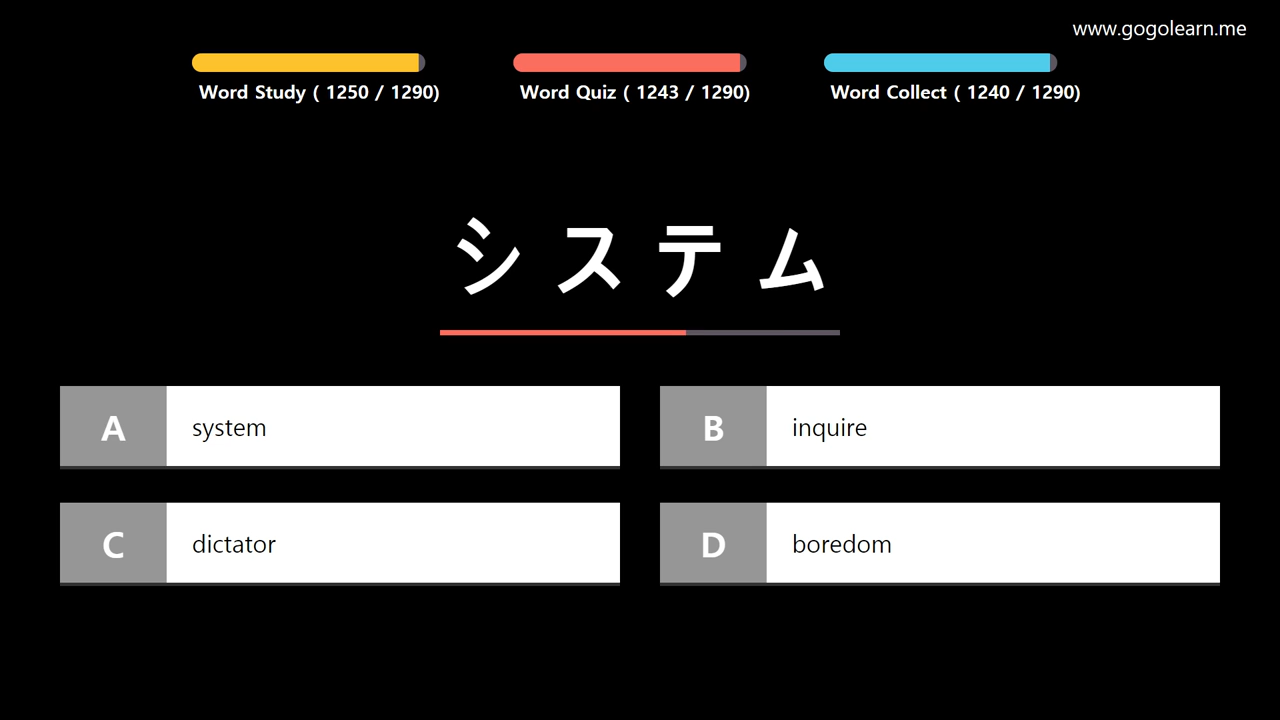 www.gogolearn.me
Word Study ( 1250 / 1290)
Word Quiz ( 1243 / 1290)
Word Collect ( 1240 / 1290)
システム
A system
B inquire
C dictator
D boredom